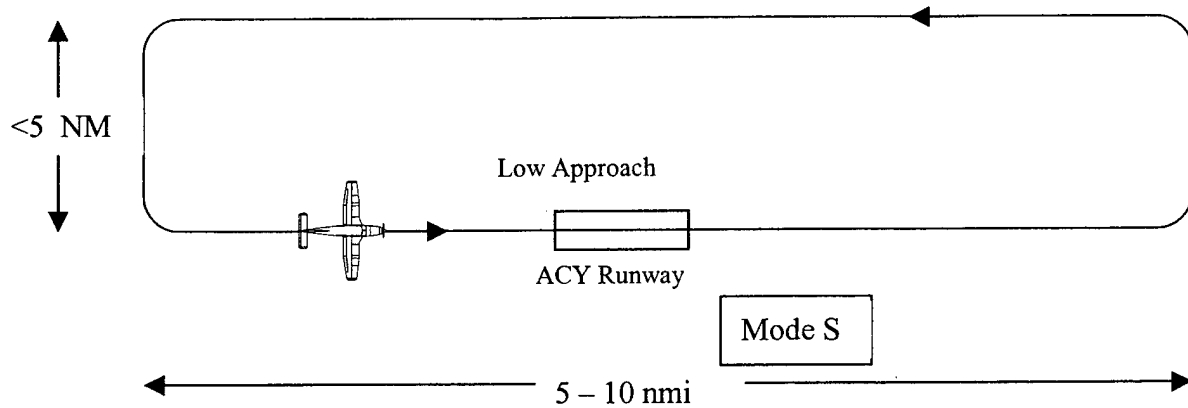 <5 NM
Low Approach
ACY Runway
Mode S
5 – 10 nmi